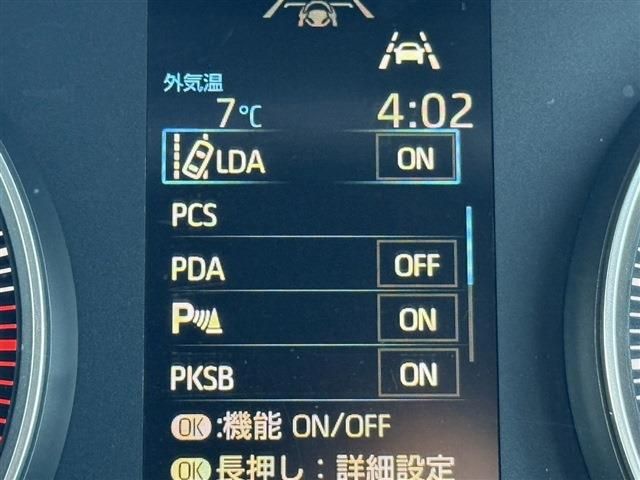 外気温
7℃ 4:02
LDA ON
PCS
PDA OFF
P ON
PKSB ON
OK:機能 ON/OFF
OK長押し：詳細設定